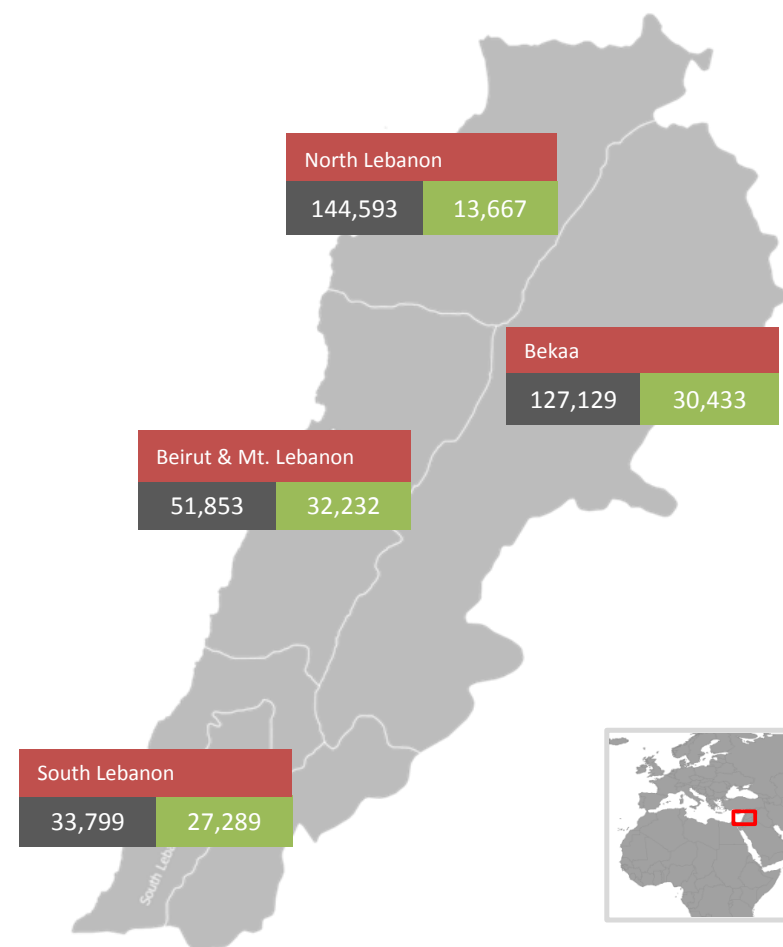 North Lebanon
144,593 13,667
Bekaa
127,129 30,433
Beirut & Mt. Lebanon
51,853 32,232
South Lebanon
33,799 27,289
South